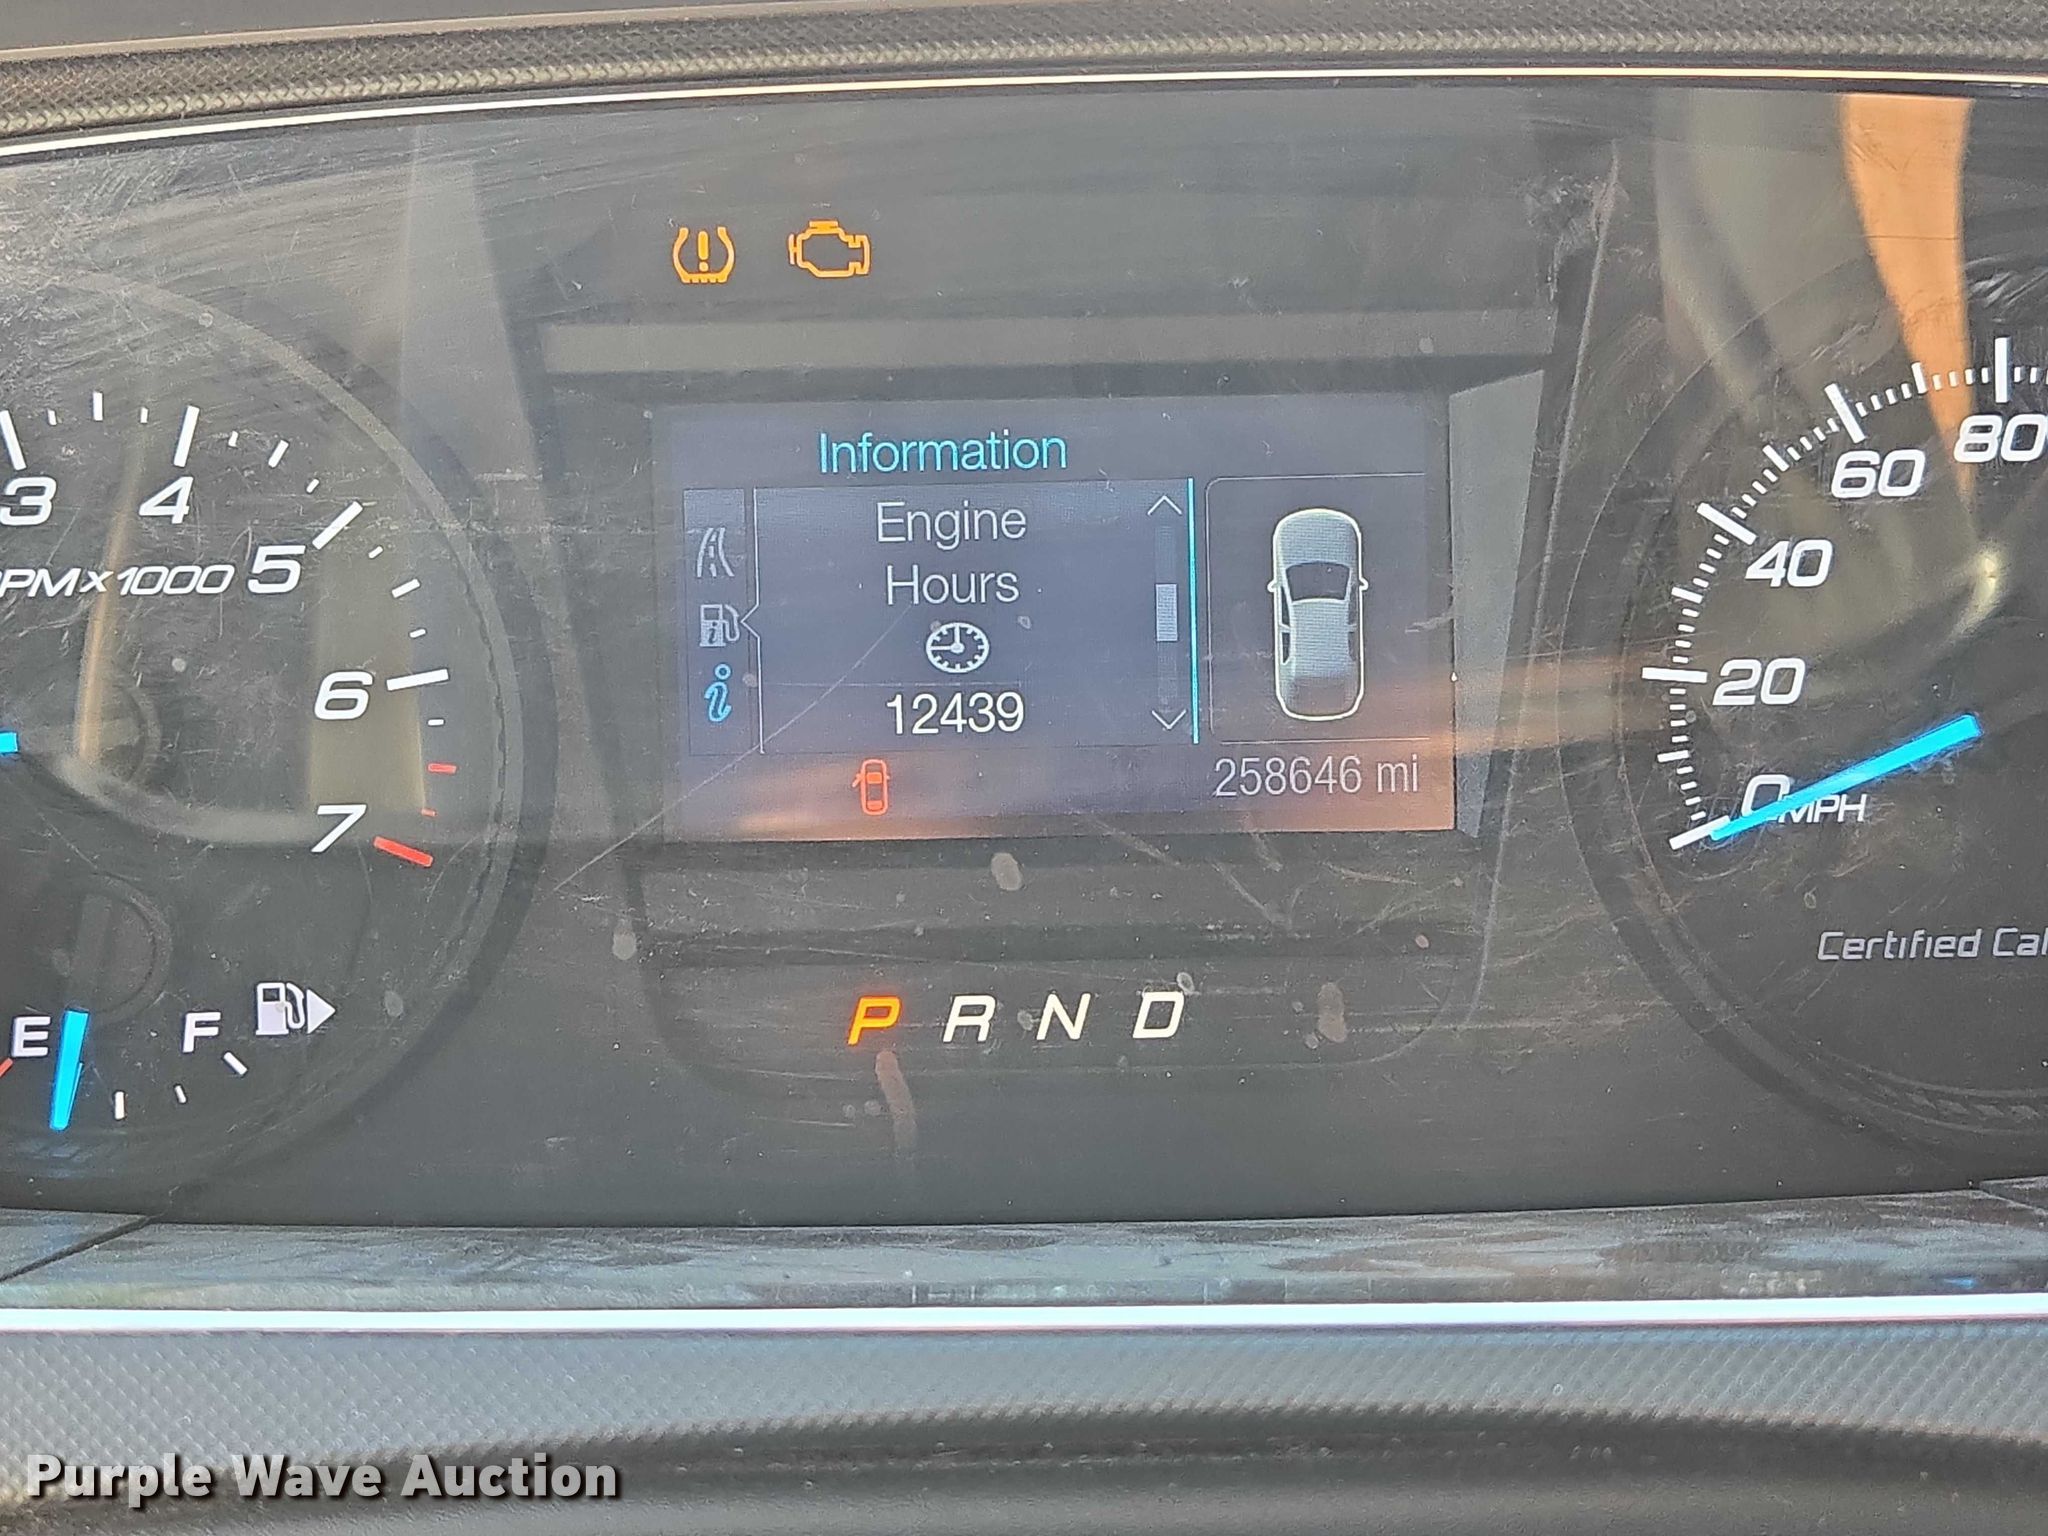 Information
Engine
Hours
12439
258646 mi
3
4
5
6
7
RPMX1000
E
F
P R N D
0
20
40
60
80
MPH
Certified Cal
Purple Wave Auction